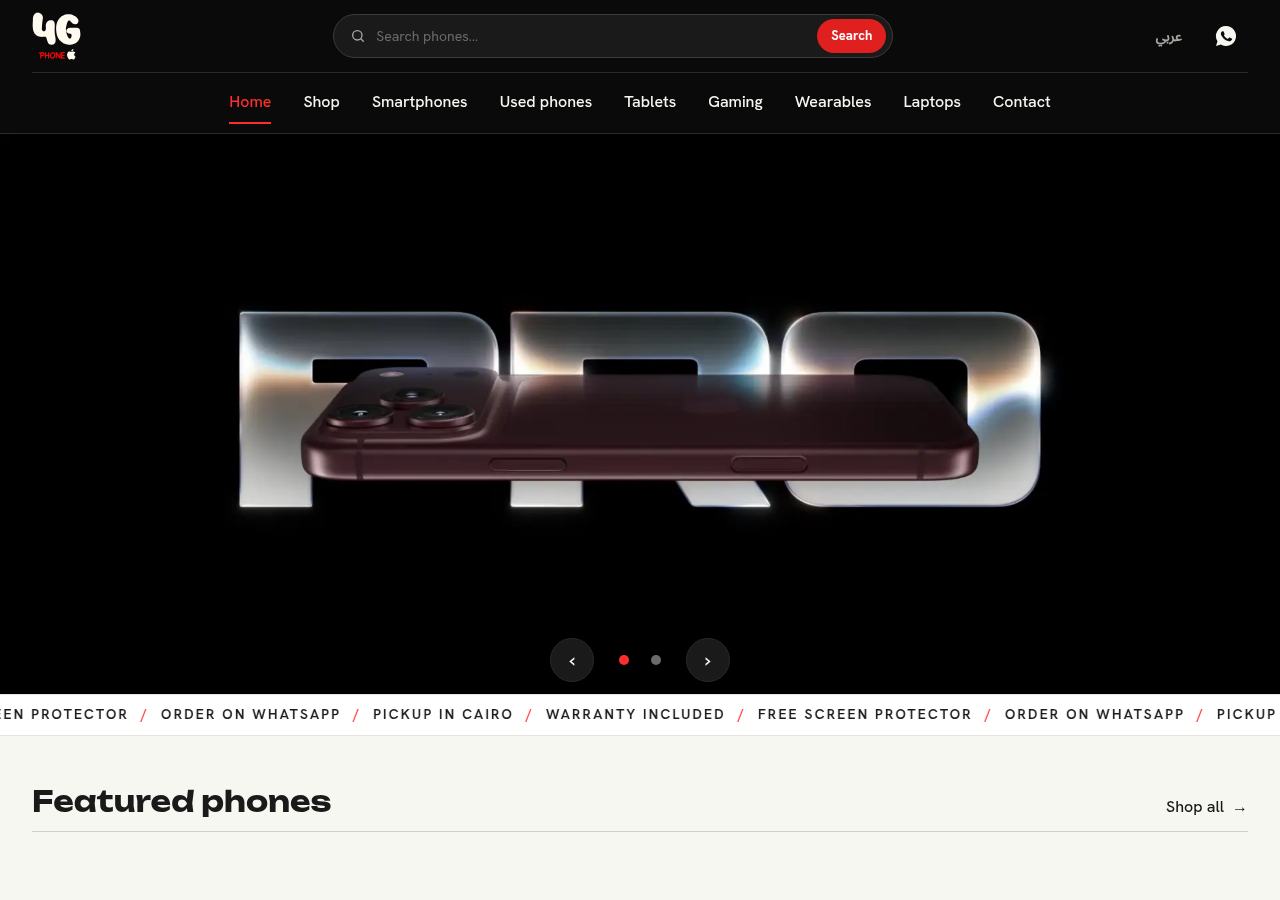 4G
PHONE
Search phones...
Search
عربي
Home
Shop
Smartphones
Used phones
Tablets
Gaming
Wearables
Laptops
Contact
PRO
EEN PROTECTOR / ORDER ON WHATSAPP / PICKUP IN CAIRO / WARRANTY INCLUDED / FREE SCREEN PROTECTOR / ORDER ON WHATSAPP / PICKUP
Featured phones
Shop all →